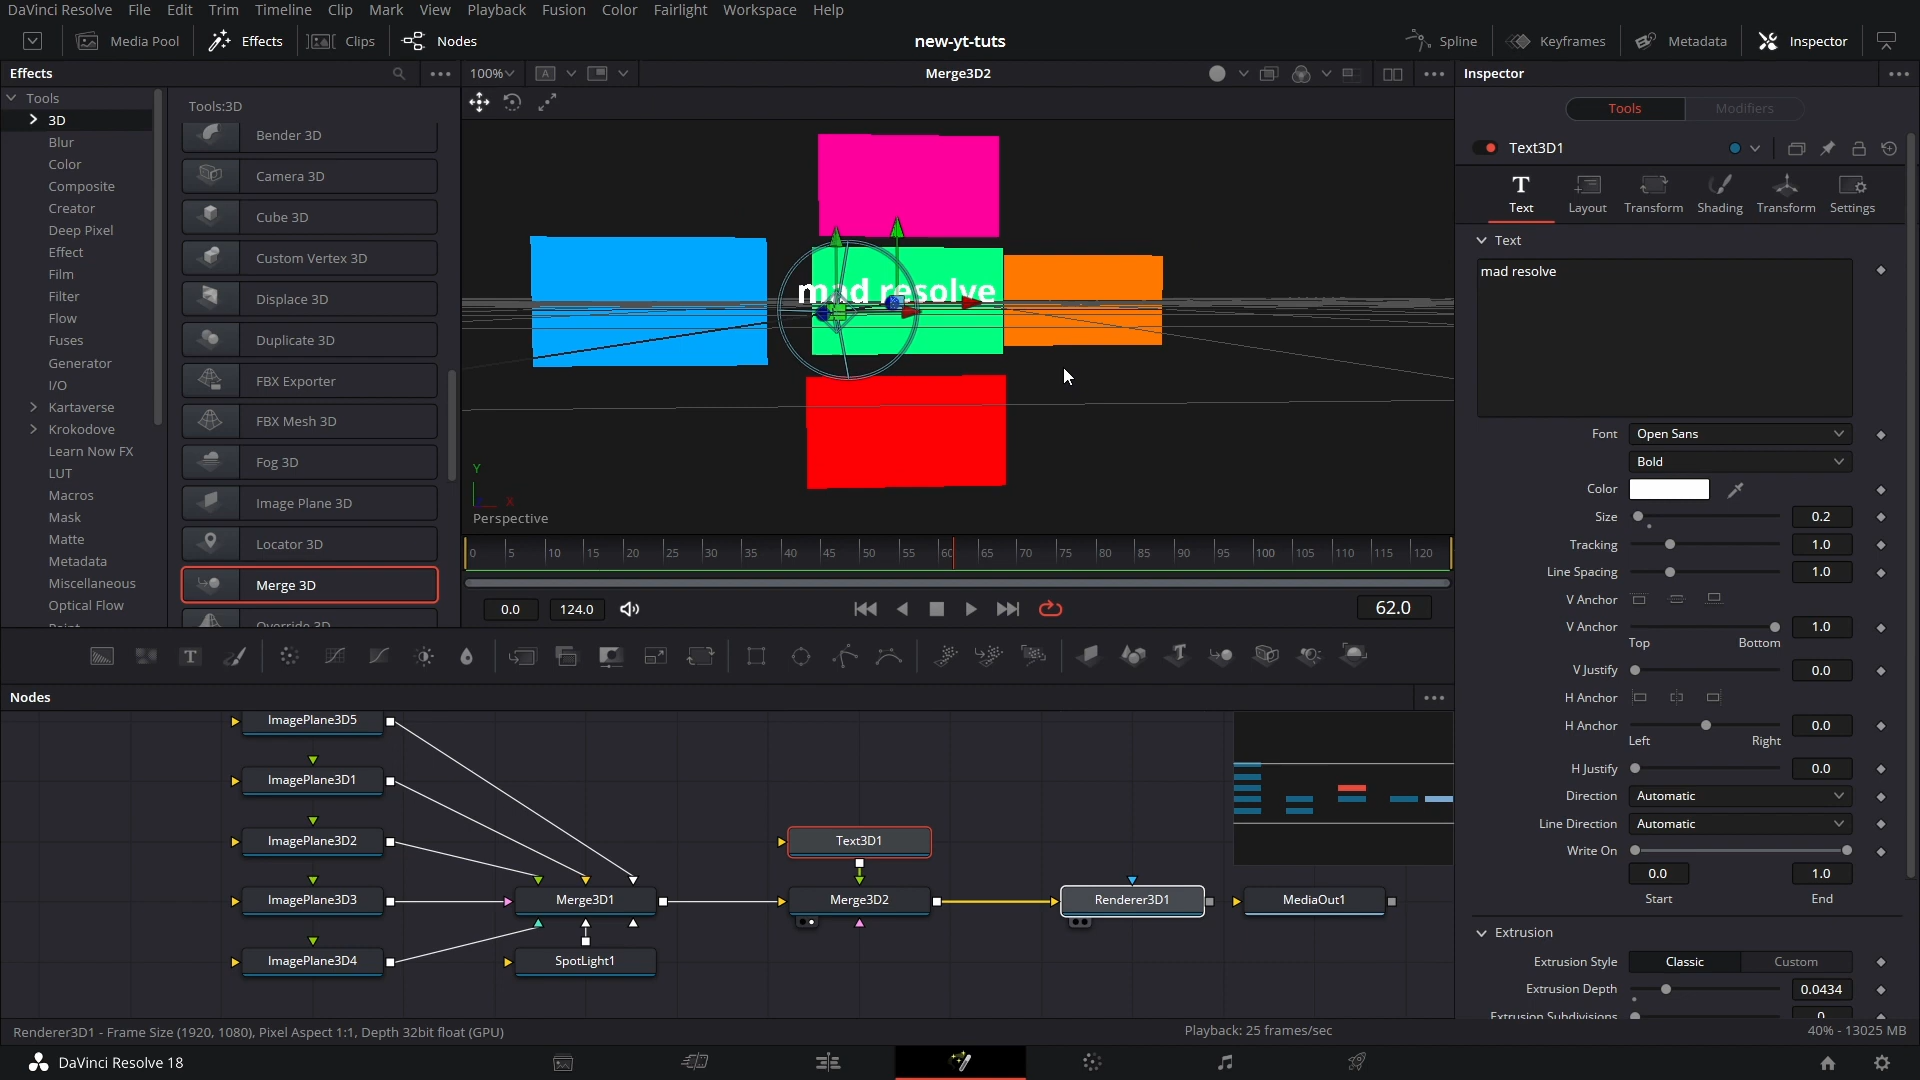 DaVinci Resolve File Edit Trim Timeline Clip Mark View Playback Fusion Color Fairlight Workspace Help
Media Pool Effects Clips Nodes
new-yt-tuts
Spline Keyframes Metadata Inspector
Effects
100%
A
Merge3D2
Inspector
Tools
3D
Blur
Color
Composite
Creator
Deep Pixel
Effect
Film
Filter
Flow
Fuses
Generator
I/O
Kartaverse
Krokodove
Learn Now FX
LUT
Macros
Mask
Matte
Metadata
Miscellaneous
Optical Flow
Tools:3D
Bender 3D
Camera 3D
Cube 3D
Custom Vertex 3D
Displace 3D
Duplicate 3D
FBX Exporter
FBX Mesh 3D
Fog 3D
Image Plane 3D
Locator 3D
Merge 3D
Override 3D
mad resolve
Y
X
Perspective
0 5 10 15 20 25 30 35 40 45 50 55 60 65 70 75 80 85 90 95 100 105 110 115 120
0.0 124.0
62.0
Tools Modifiers
Text3D1
Text Layout Transform Shading Transform Settings
Text
mad resolve
Font Open Sans
Bold
Color
Size 0.2
Tracking 1.0
Line Spacing 1.0
V Anchor
V Anchor 1.0
Top Bottom
V Justify 0.0
H Anchor
H Anchor 0.0
Left Right
H Justify 0.0
Direction Automatic
Line Direction Automatic
Write On
0.0 1.0
Start End
Extrusion
Extrusion Style Classic Custom
Extrusion Depth 0.0434
Extrusion Subdivisions 0
Nodes
ImagePlane3D5
ImagePlane3D1
ImagePlane3D2
ImagePlane3D3
ImagePlane3D4
Merge3D1
SpotLight1
Text3D1
Merge3D2
Renderer3D1
MediaOut1
Renderer3D1 - Frame Size (1920, 1080), Pixel Aspect 1:1, Depth 32bit float (GPU)
Playback: 25 frames/sec
40% - 13025 MB
DaVinci Resolve 18